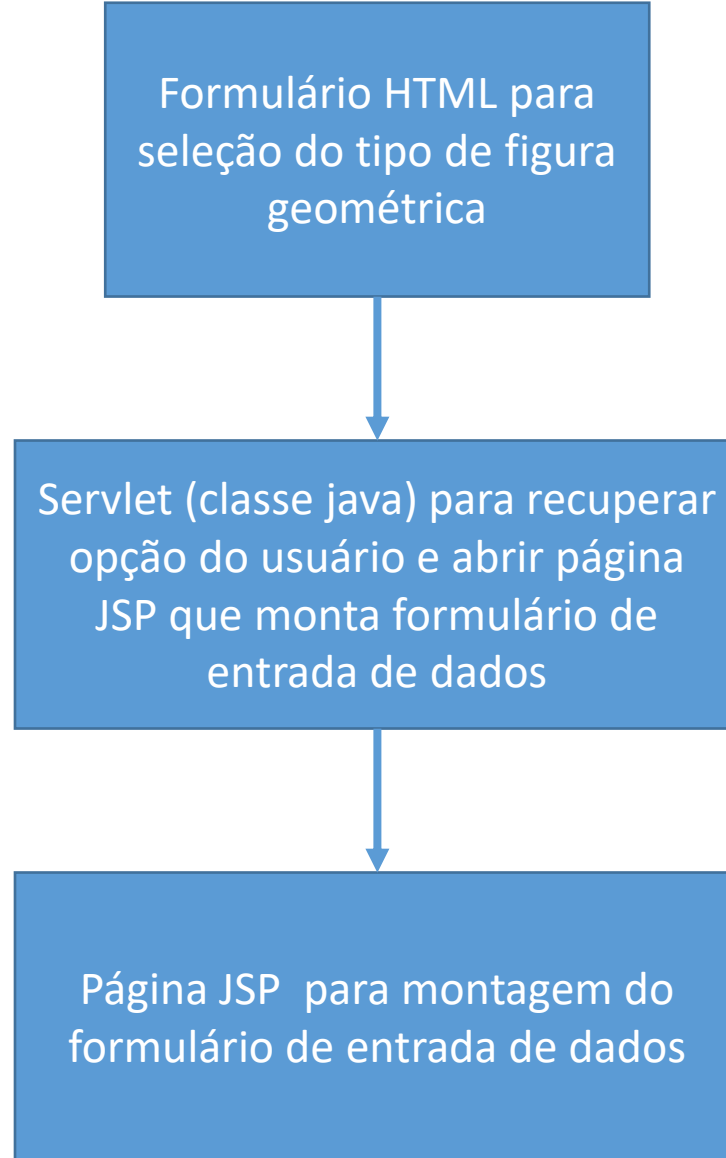 Formulário HTML para
seleção do tipo de figura
geométrica
Servlet (classe java) para recuperar
opção do usuário e abrir página
JSP que monta formulário de
entrada de dados
Página JSP  para montagem do
formulário de entrada de dados